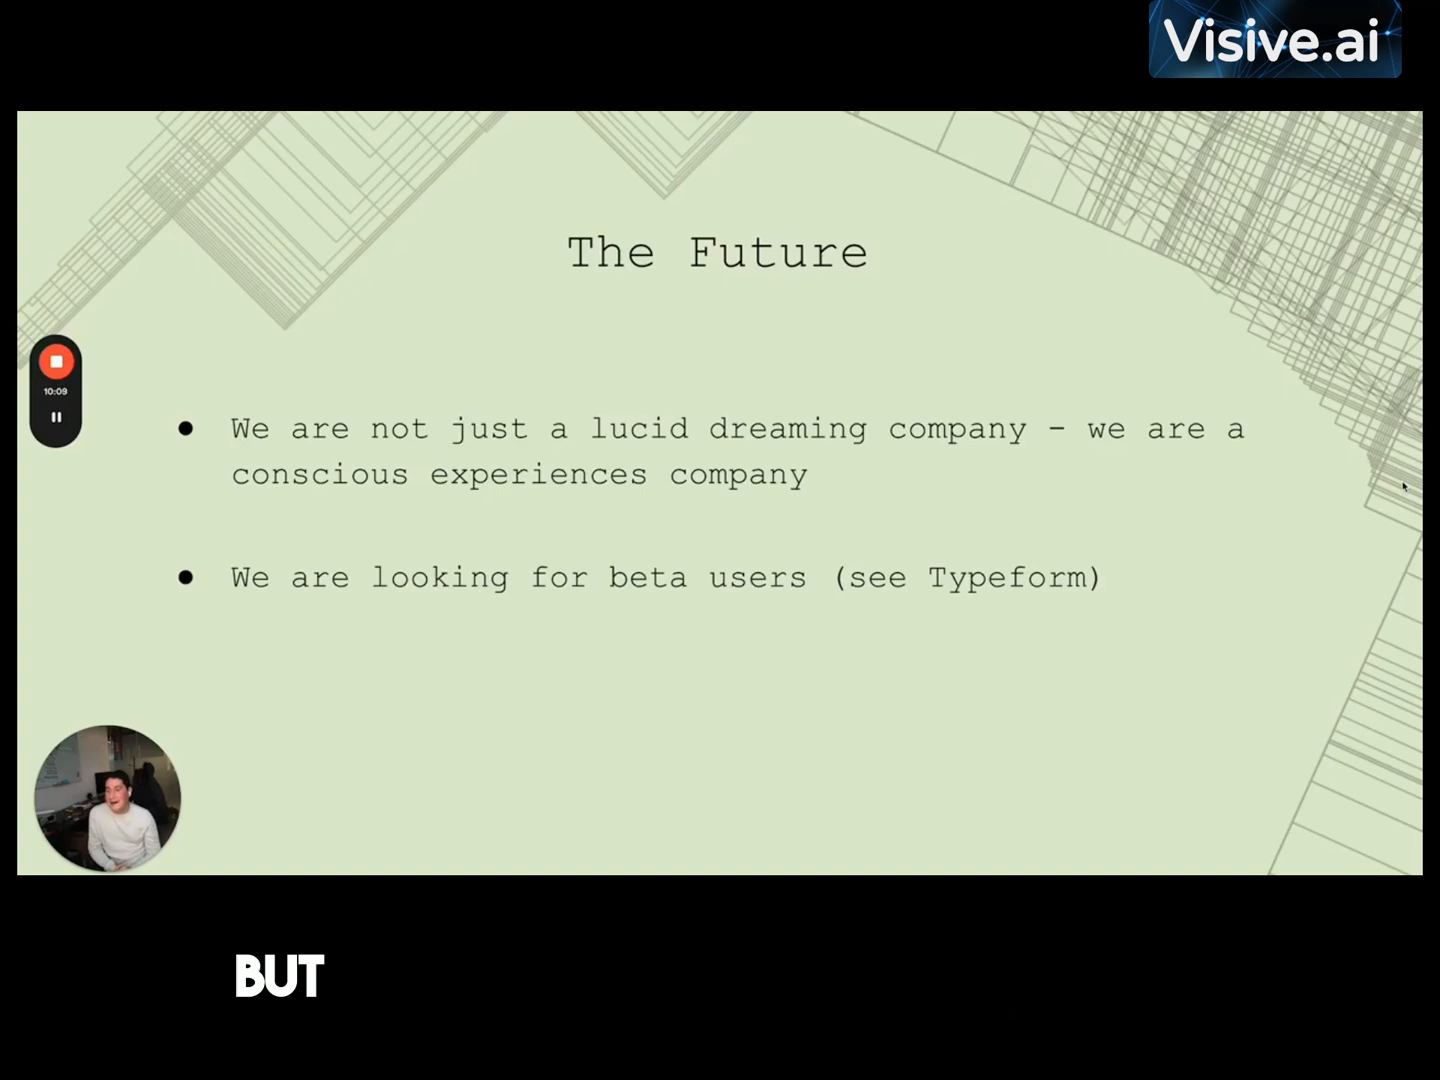 Visive.ai
The Future
10:09
● We are not just a lucid dreaming company - we are a
conscious experiences company
● We are looking for beta users (see Typeform)
BUT